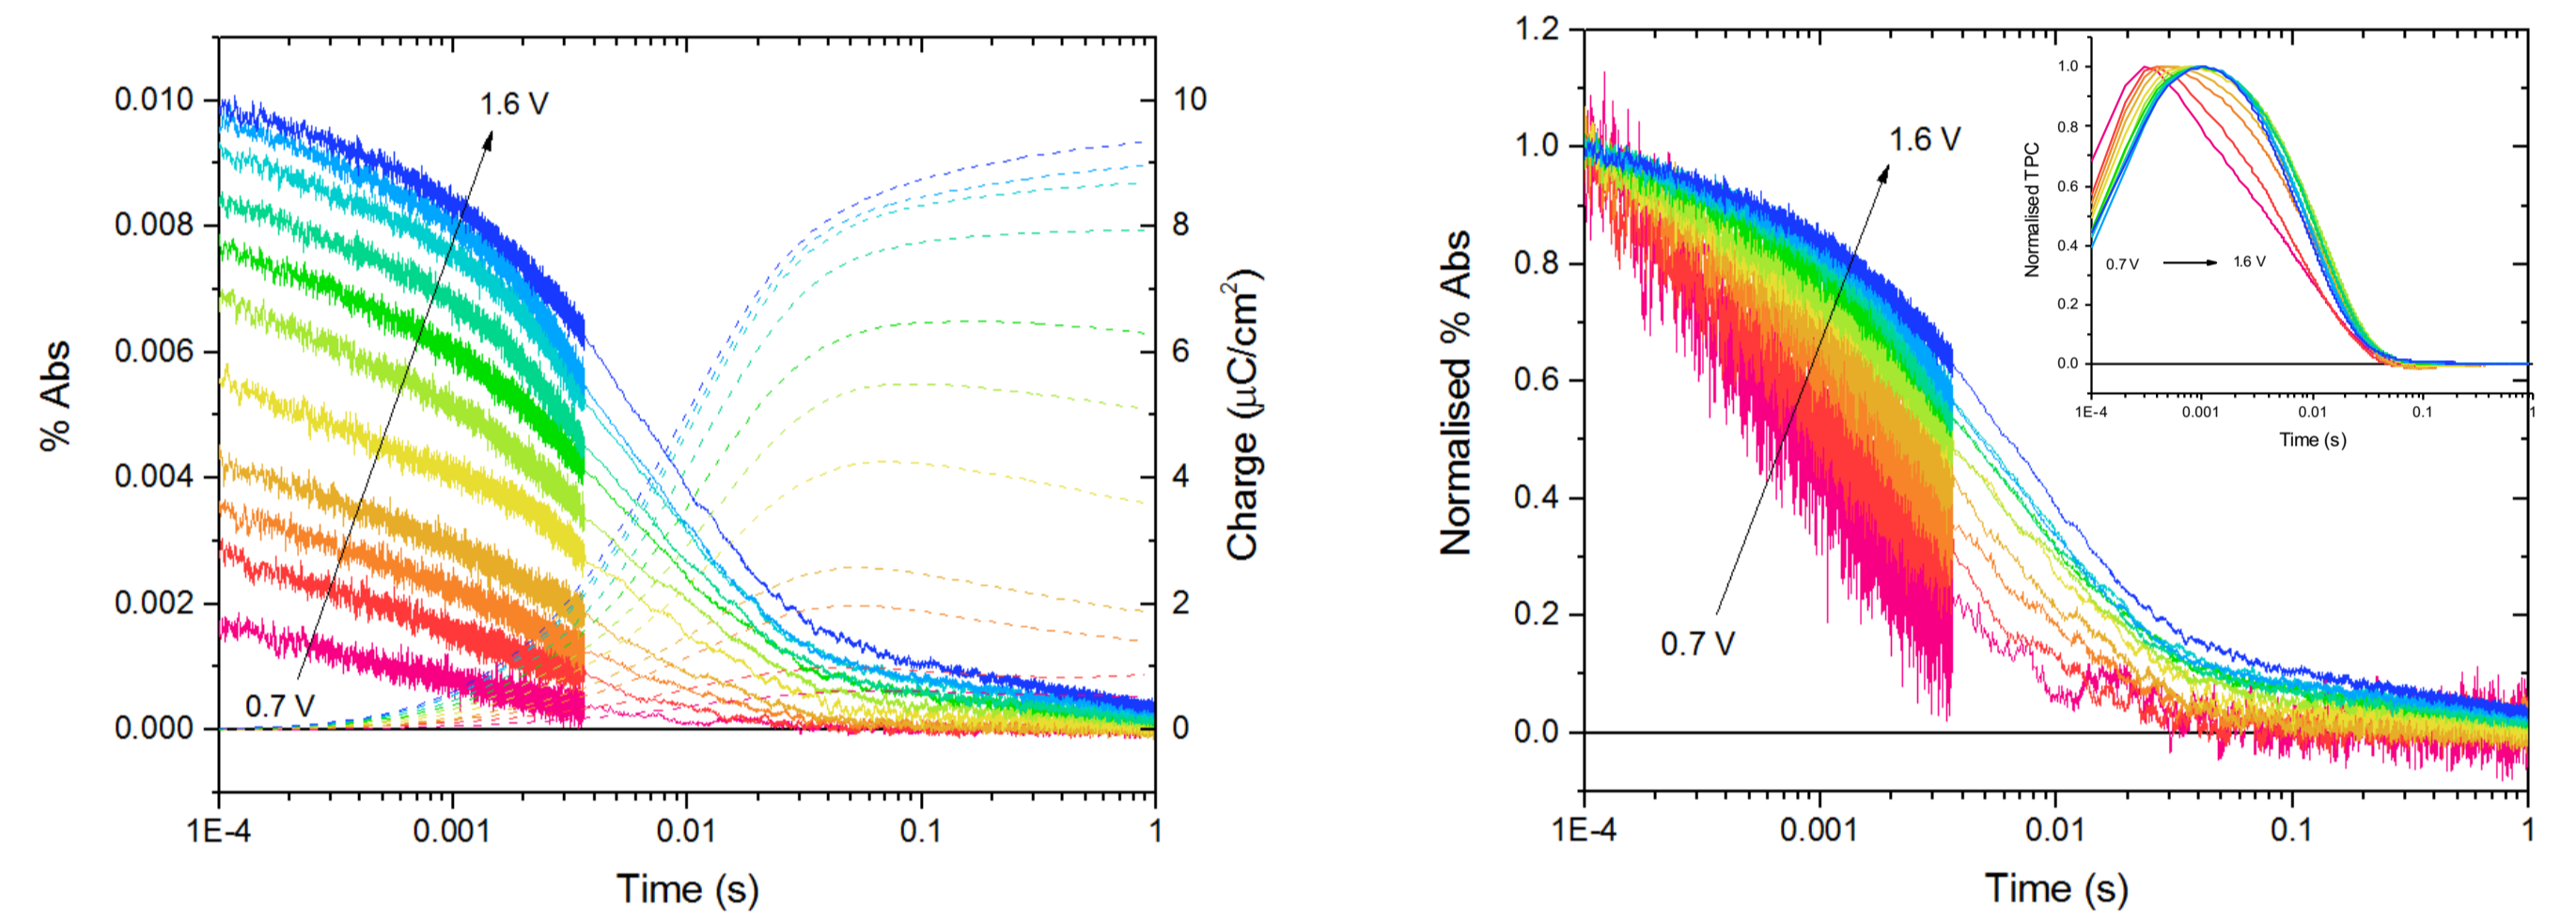 % Abs
0.010
0.008
0.006
0.004
0.002
0.000
1.6 V
0.7 V
10
8
6
4
2
0
Charge (μC/cm²)
1E-4 0.001 0.01 0.1 1
Time (s)
Normalised % Abs
1.2
1.0
0.8
0.6
0.4
0.2
0.0
1.6 V
0.7 V
1E-4 0.001 0.01 0.1 1
Time (s)
Normalised TPC
1.0
0.8
0.6
0.4
0.2
0.0
0.7 V 1.6 V
1E-4 0.001 0.01 0.1 1
Time (s)